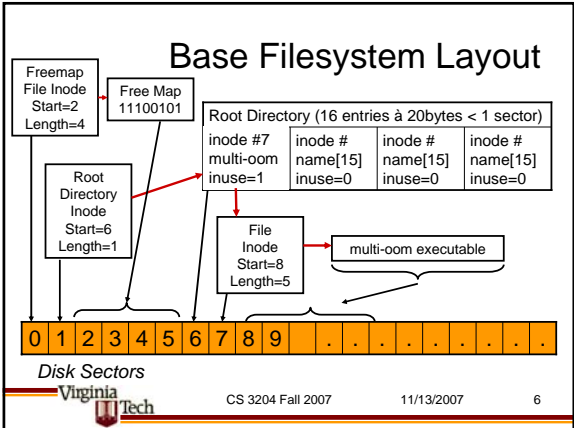 Base Filesystem Layout
Freemap
File Inode
Start=2
Length=4
Free Map
11100101
Root Directory (16 entries à 20bytes < 1 sector)
inode #7
multi-oom
inuse=1
inode #
name[15]
inuse=0
inode #
name[15]
inuse=0
inode #
name[15]
inuse=0
Root
Directory
Inode
Start=6
Length=1
File
Inode
Start=8
Length=5
multi-oom executable
0 1 2 3 4 5 6 7 8 9 . . . . . . . .
Disk Sectors
Virginia
Tech
CS 3204 Fall 2007 11/13/2007 6